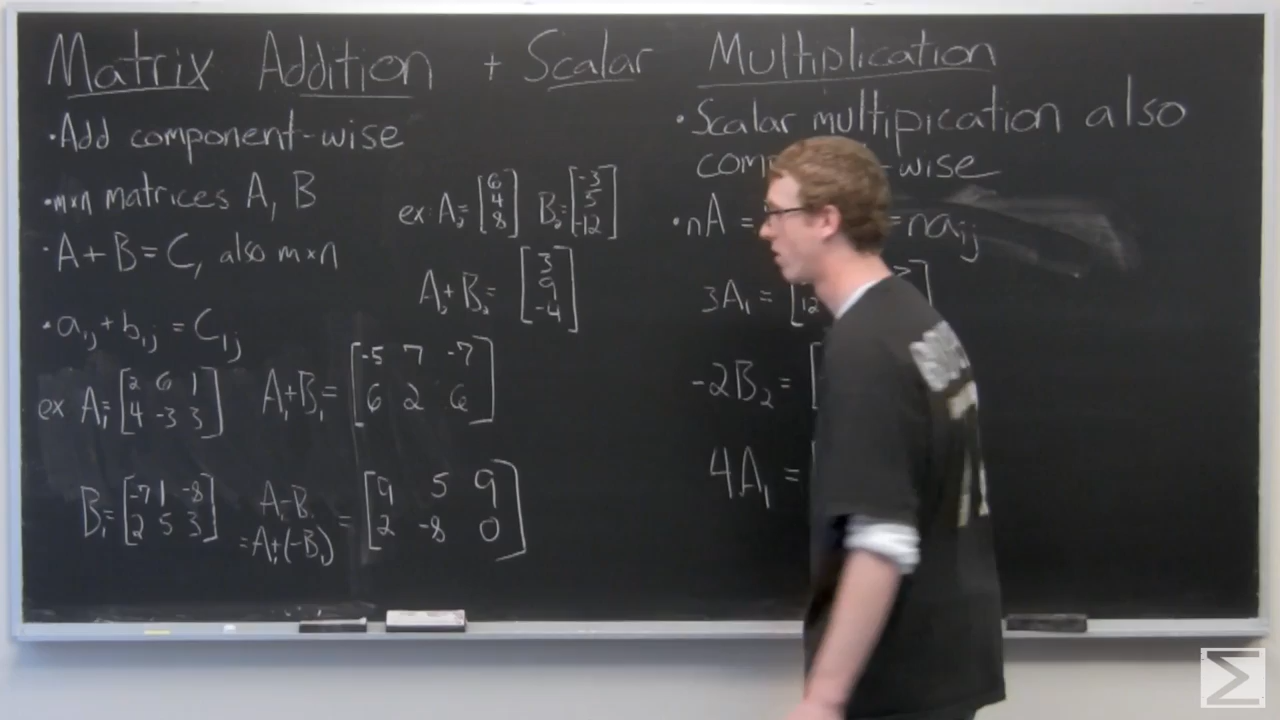 Matrix Addition + Scalar Multiplication
·Add component-wise
·mxn matrices A, B
·A+B=C, also mxn
·a_ij + b_ij = C_ij
ex A₁=[2 6 1
4 -3 3]
A₁+B₁= [-5 7 -7
6 2 6]
B₁=[-7 1 -8
2 5 3]
A₁-B₁
=A₁+(-B₁) = [9 5 9
2 -8 0]
ex: A₂=[6
4
8] B₂=[-3
5
-12]
A₂+B₂= [3
9
-4]
·Scalar multipication also
-wise
·nA = =na_ij
3A₁ = [
12 ]
-2B₂ = [
4A₁ = [
Σ